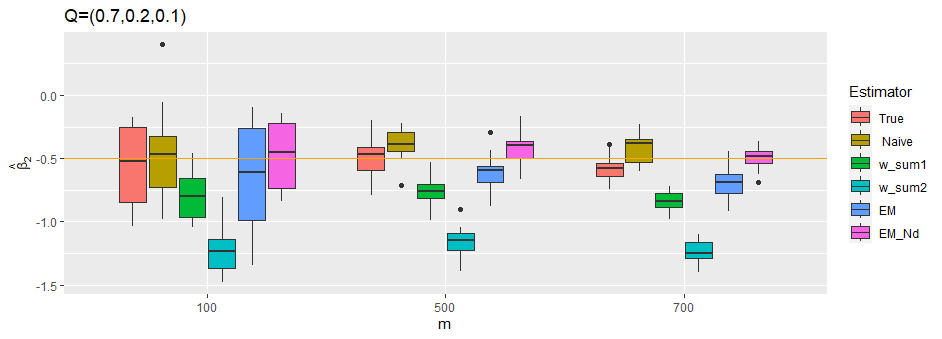 Q=(0.7,0.2,0.1)
0.0
-0.5
-1.0
-1.5
β̂2
100
500
700
m
Estimator
True
Naive
w_sum1
w_sum2
EM
EM_Nd